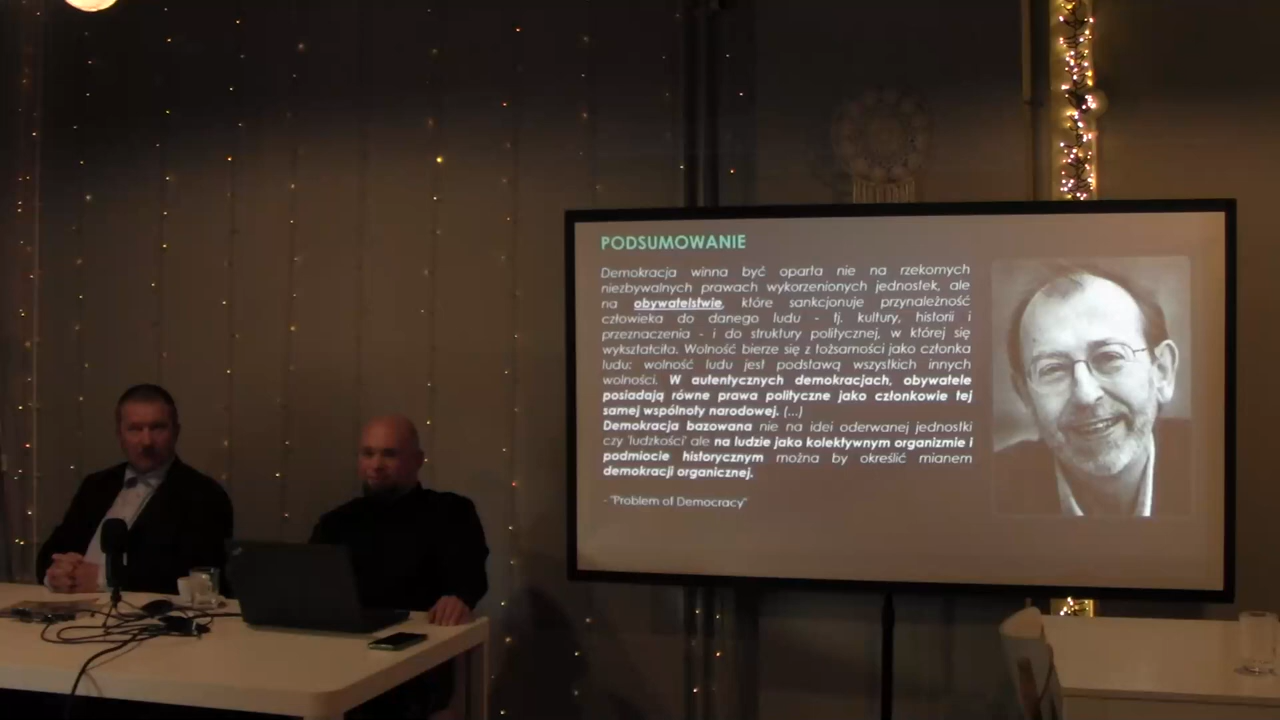 PODSUMOWANIE
Demokracja winna być oparta nie na rzekomych
niezbywalnych prawach wykorzenionych jednostek, ale
na obywatelstwie, które sankcjonuje przynależność
człowieka do danego ludu - tj. kultury, historii i
przeznaczenia - i do struktury politycznej, w której się
wykształciła. Wolność bierze się z tożsamości jako członka
ludu: wolność ludu jest podstawą wszystkich innych
wolności. W autentycznych demokracjach, obywatele
posiadają równe prawa polityczne jako członkowie tej
samej wspólnoty narodowej. (...)
Demokracja bazowana nie na idei oderwanej jednostki
czy 'ludzkości' ale na ludzie jako kolektywnym organizmie i
podmiocie historycznym można by określić mianem
demokracji organicznej.
- "Problem of Democracy"